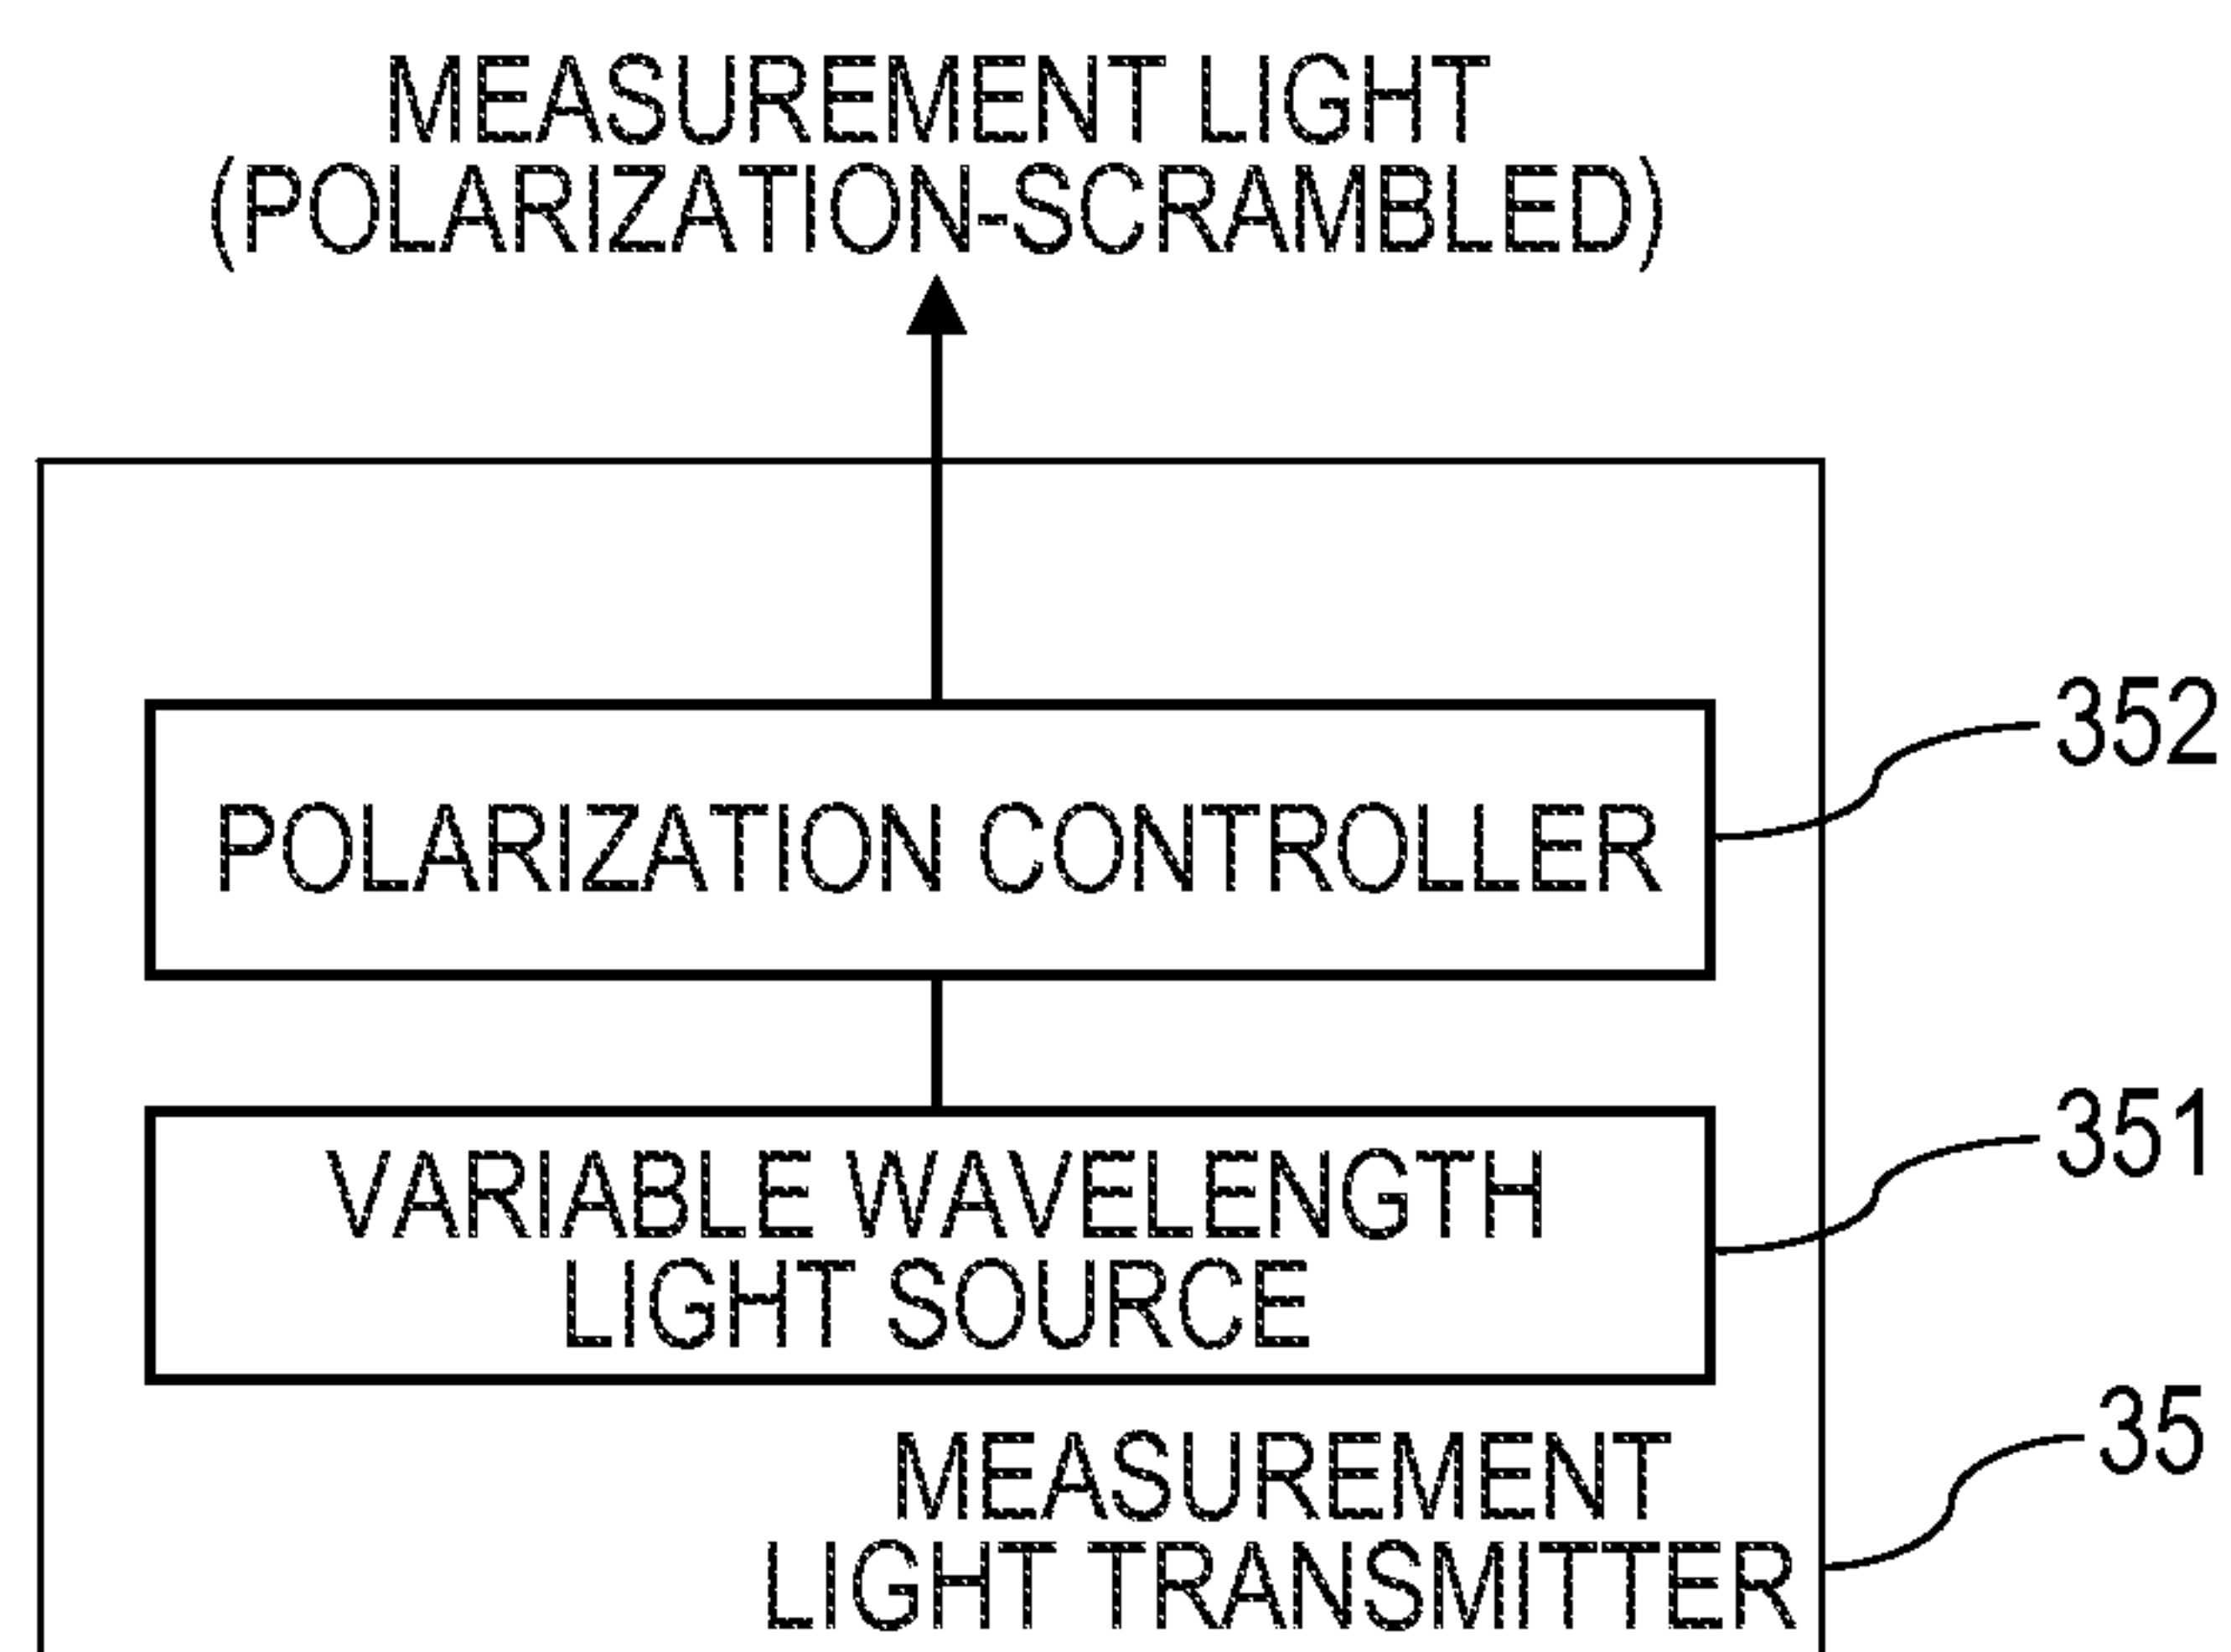 MEASUREMENT LIGHT
(POLARIZATION-SCRAMBLED)
352
POLARIZATION CONTROLLER
351
VARIABLE WAVELENGTH
LIGHT SOURCE
35
MEASUREMENT
LIGHT TRANSMITTER